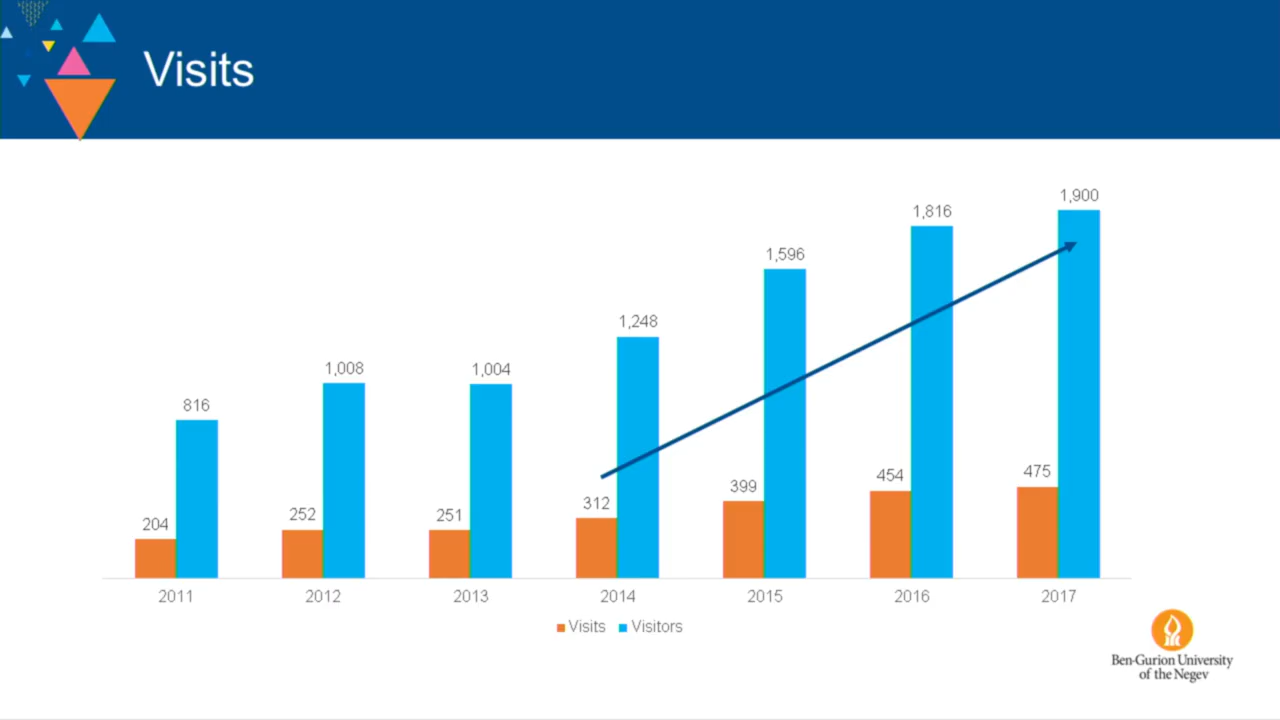 Visits
1,900
1,816
1,596
1,248
1,008
1,004
816
475
454
399
312
252
251
204
2011 2012 2013 2014 2015 2016 2017
Visits Visitors
Ben-Gurion University
of the Negev